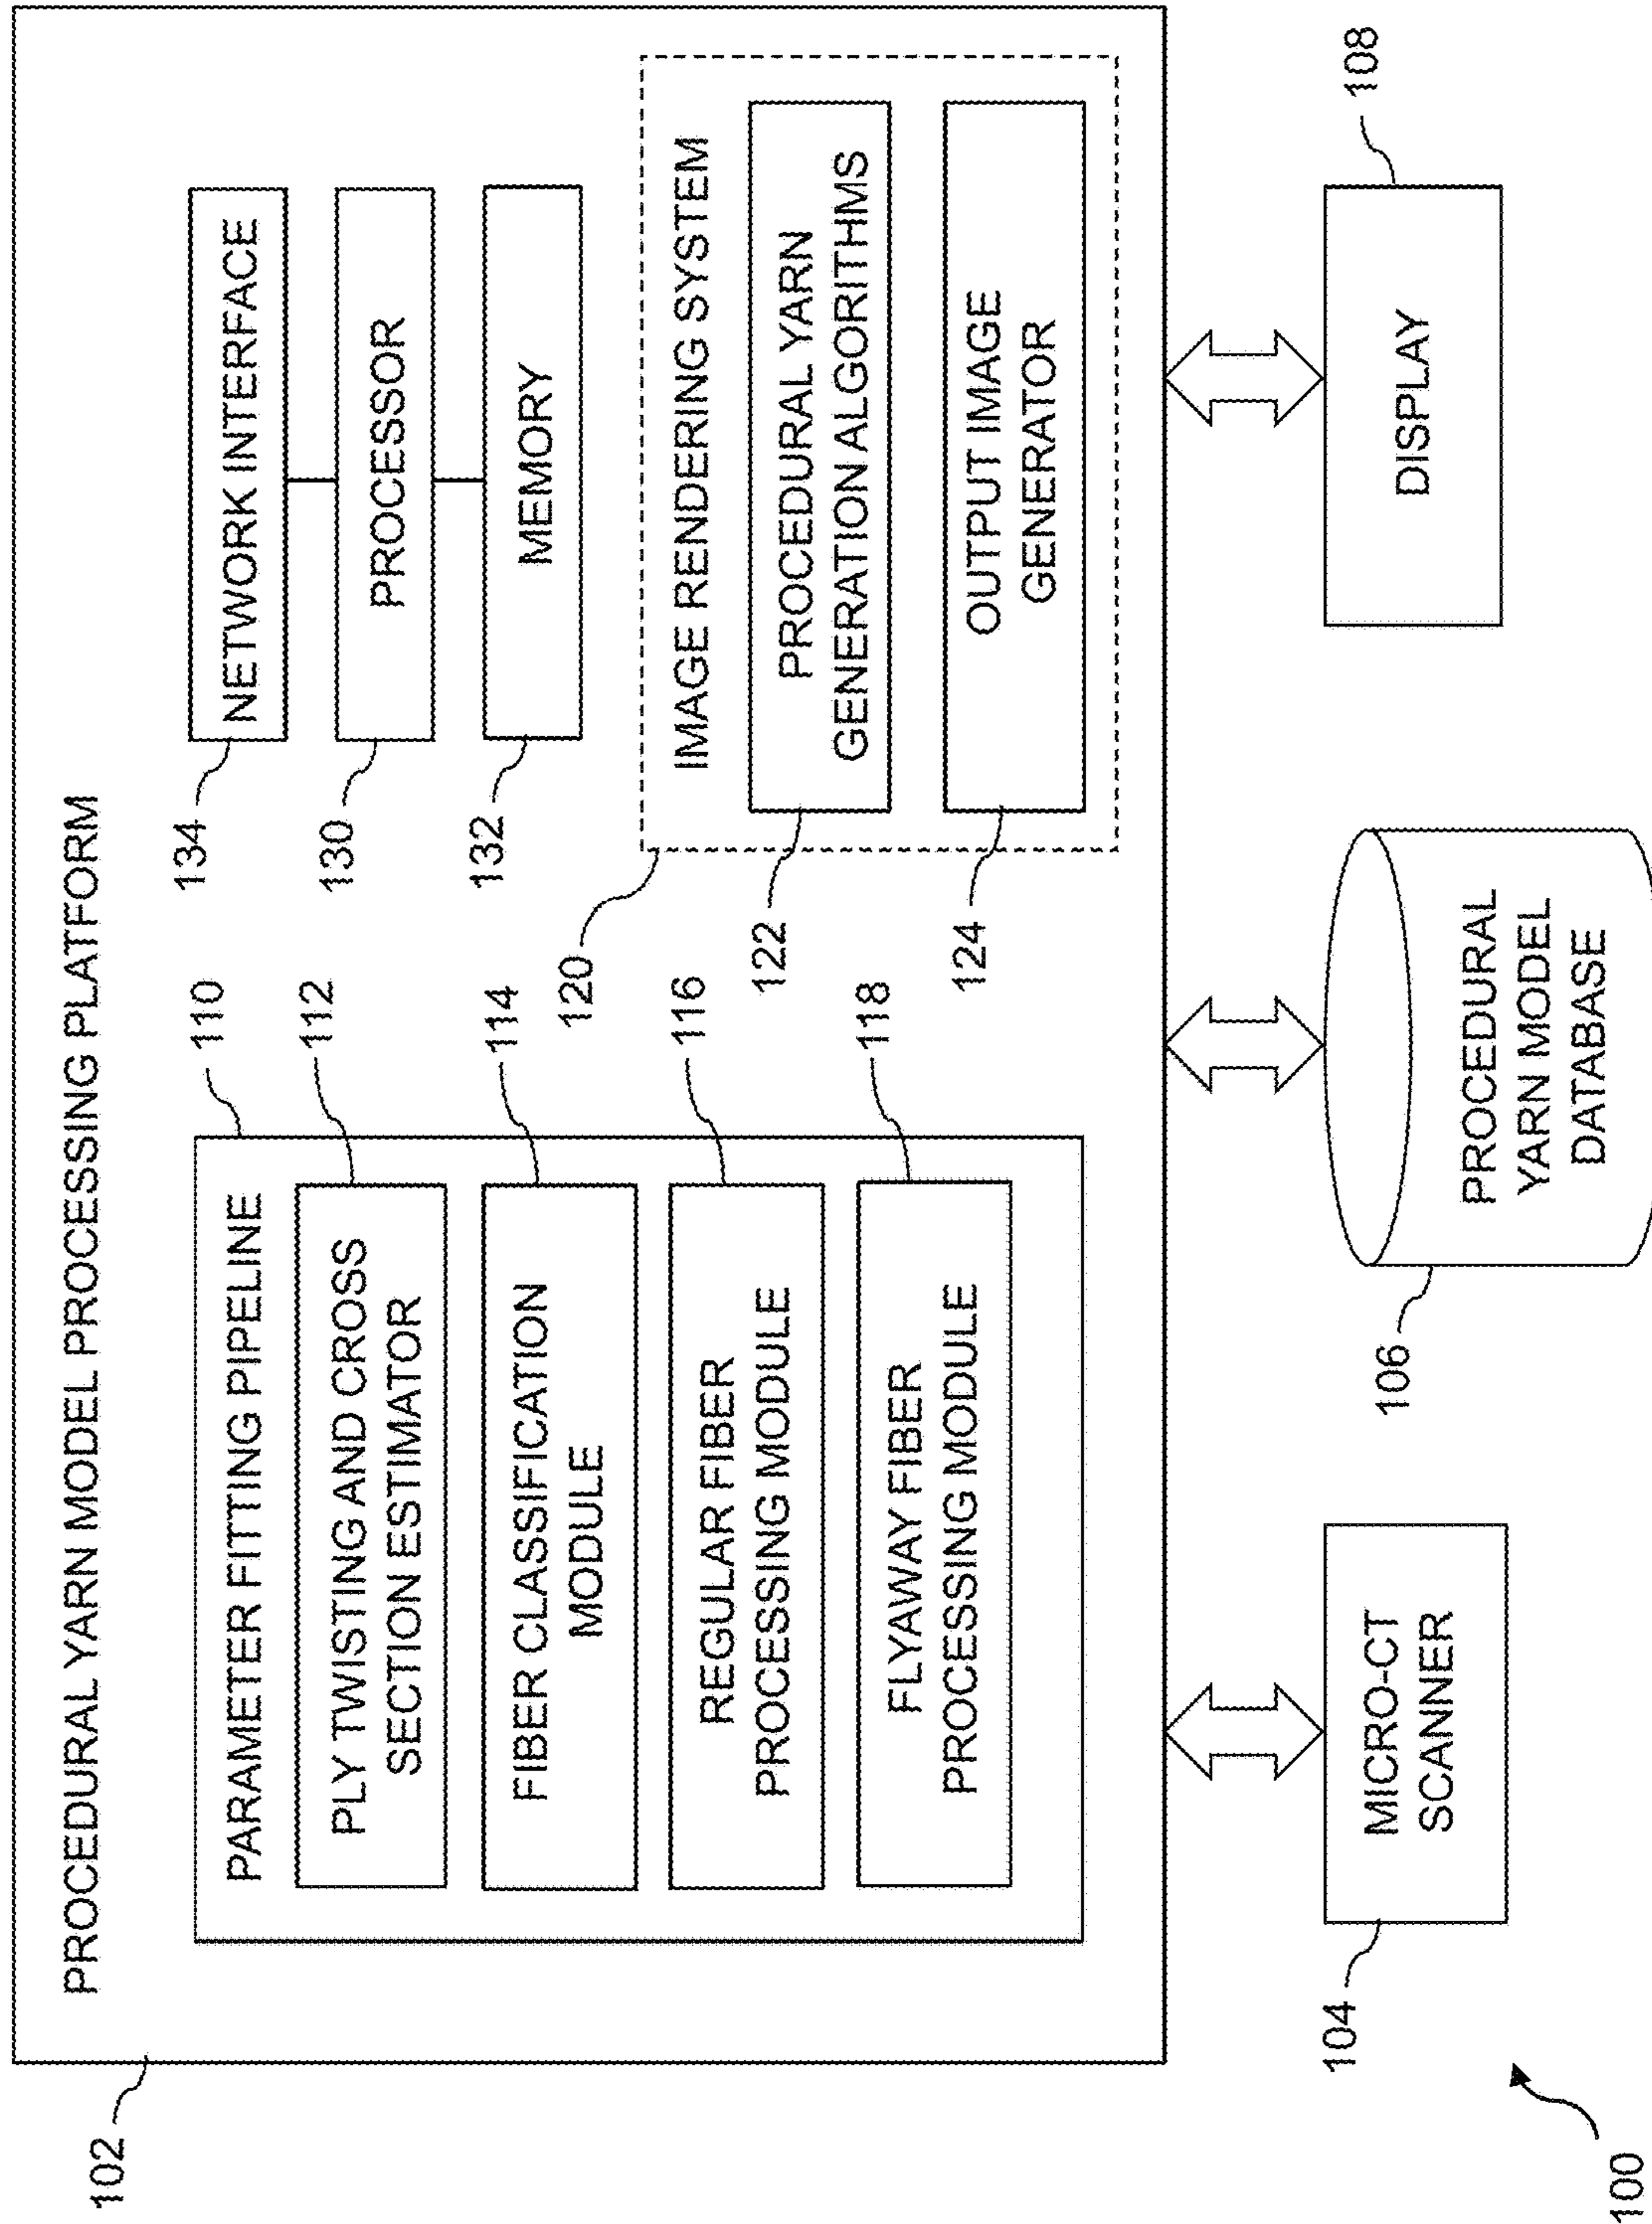 PROCEDURAL YARN MODEL PROCESSING PLATFORM
102
110
PARAMETER FITTING PIPELINE
112
PLY TWISTING AND CROSS
SECTION ESTIMATOR
114
FIBER CLASSIFICATION
MODULE
116
REGULAR FIBER
PROCESSING MODULE
118
FLYAWAY FIBER
PROCESSING MODULE
134
NETWORK INTERFACE
130
PROCESSOR
132
MEMORY
120
IMAGE RENDERING SYSTEM
122
PROCEDURAL YARN
GENERATION ALGORITHMS
124
OUTPUT IMAGE
GENERATOR
104
MICRO-CT
SCANNER
106
PROCEDURAL
YARN MODEL
DATABASE
108
DISPLAY
100